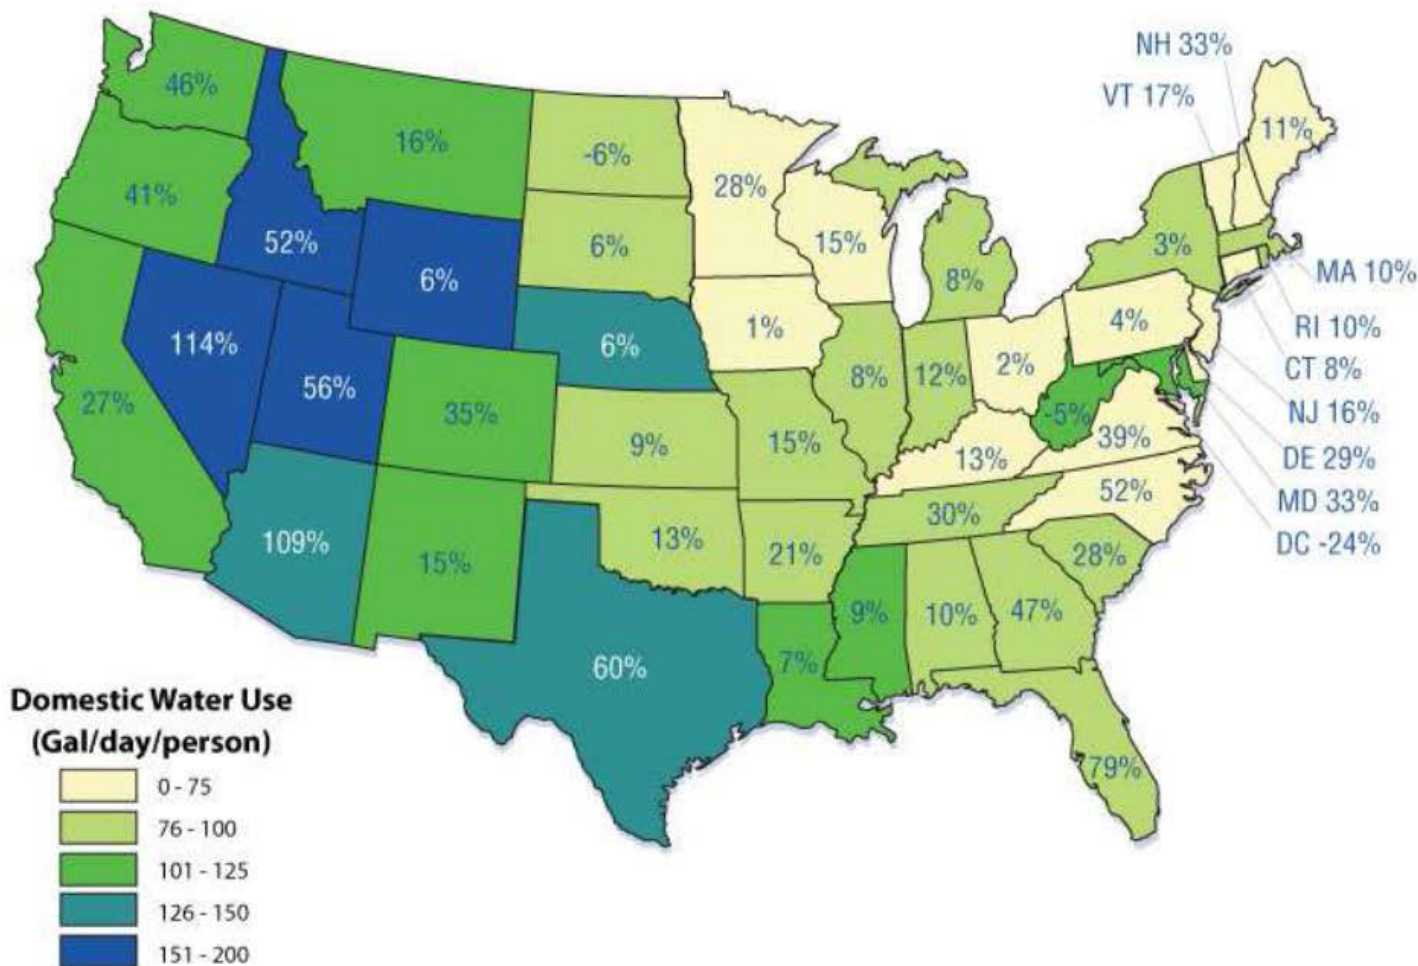 NH 33%
VT 17%
46%
11%
16%
-6%
28%
41%
52%
6%
15%
3%
6%
8%
MA 10%
114%
6%
1%
4%
RI 10%
27%
56%
35%
8%
12%
2%
CT 8%
-5%
NJ 16%
9%
15%
13%
39%
DE 29%
52%
MD 33%
109%
15%
13%
21%
30%
28%
DC -24%
9%
10%
47%
7%
60%
79%
Domestic Water Use
(Gal/day/person)
0 - 75
76 - 100
101 - 125
126 - 150
151 - 200